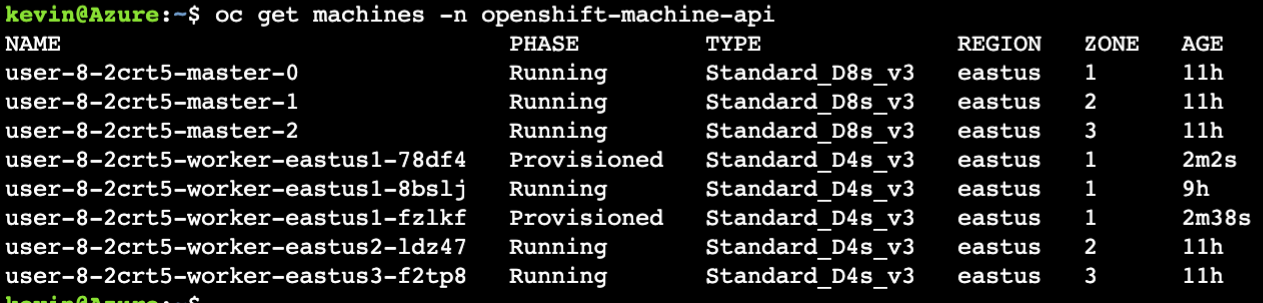 kevin@Azure:~$ oc get machines -n openshift-machine-api
NAME PHASE TYPE REGION ZONE AGE
user-8-2crt5-master-0 Running Standard_D8s_v3 eastus 1 11h
user-8-2crt5-master-1 Running Standard_D8s_v3 eastus 2 11h
user-8-2crt5-master-2 Running Standard_D8s_v3 eastus 3 11h
user-8-2crt5-worker-eastus1-78df4 Provisioned Standard_D4s_v3 eastus 1 2m2s
user-8-2crt5-worker-eastus1-8bslj Running Standard_D4s_v3 eastus 1 9h
user-8-2crt5-worker-eastus1-fzlkf Provisioned Standard_D4s_v3 eastus 1 2m38s
user-8-2crt5-worker-eastus2-ldz47 Running Standard_D4s_v3 eastus 2 11h
user-8-2crt5-worker-eastus3-f2tp8 Running Standard_D4s_v3 eastus 3 11h
kevin@Azure:~$